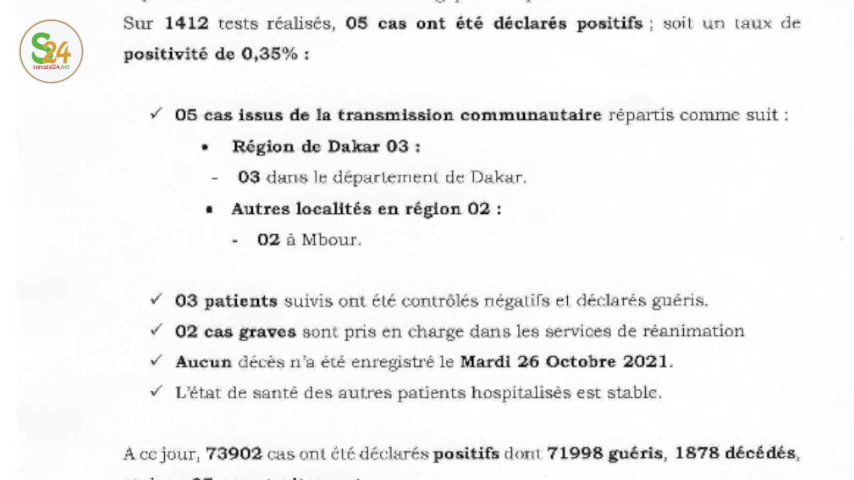 Sur 1412 tests réalisés, 05 cas ont été déclarés positifs ; soit un taux de
positivité de 0,35% :
S24
sunugal24.net
✓ 05 cas issus de la transmission communautaire répartis comme suit :
• Région de Dakar 03 :
- 03 dans le département de Dakar.
• Autres localités en région 02 :
- 02 à Mbour.
✓ 03 patients suivis ont été contrôlés négatifs et déclarés guéris.
✓ 02 cas graves sont pris en charge dans les services de réanimation
✓ Aucun décès n'a été enregistré le Mardi 26 Octobre 2021.
✓ L'état de santé des autres patients hospitalisés est stable.
A ce jour, 73902 cas ont été déclarés positifs dont 71998 guéris, 1878 décédés,